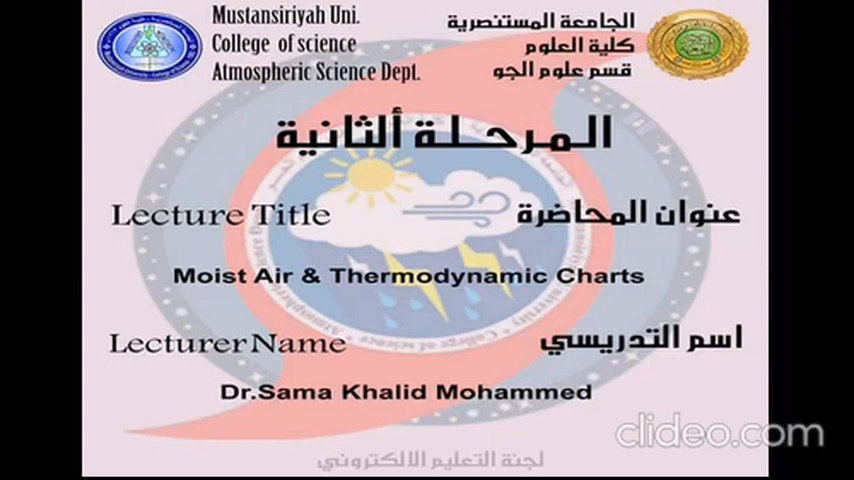 Mustansiriyah Uni.
College of science
Atmospheric Science Dept.
الجامعة المستنصرية
كلية العلوم
قسم علوم الجو
المرحلة ألثانية
Lecture Title
عنوان المحاضرة
Moist Air & Thermodynamic Charts
Lecturer Name
اسم التدريسي
Dr.Sama Khalid Mohammed
clideo.com
لجنة التعليم الالكتروني